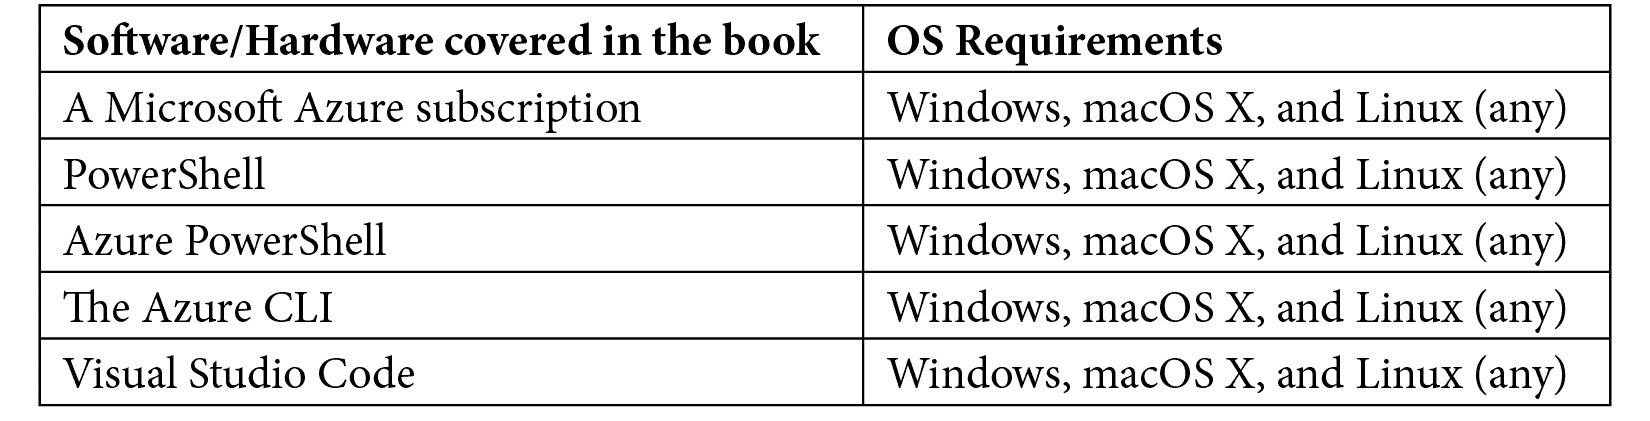 Software/Hardware covered in the book OS Requirements
A Microsoft Azure subscription Windows, macOS X, and Linux (any)
PowerShell Windows, macOS X, and Linux (any)
Azure PowerShell Windows, macOS X, and Linux (any)
The Azure CLI Windows, macOS X, and Linux (any)
Visual Studio Code Windows, macOS X, and Linux (any)